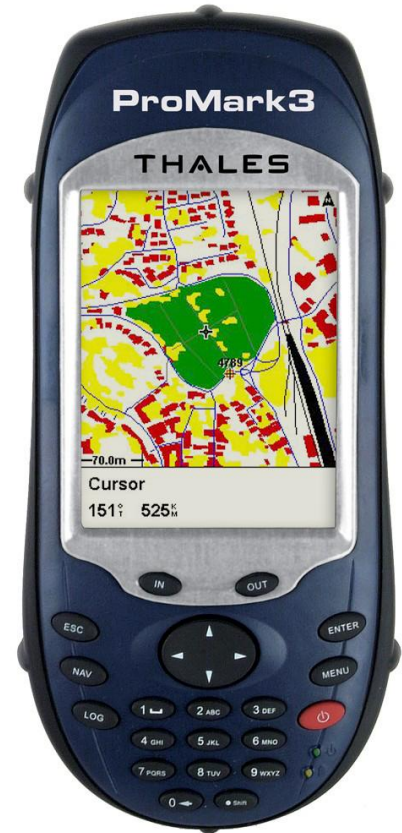 ProMark3
THALES
N
4789
70.0m
Cursor
151°T 525KM
IN OUT
ESC ENTER
NAV MENU
LOG 1 2 ABC 3 DEF
4 GHI 5 JKL 6 MNO
7 PQRS 8 TUV 9 WXYZ
0 Shift